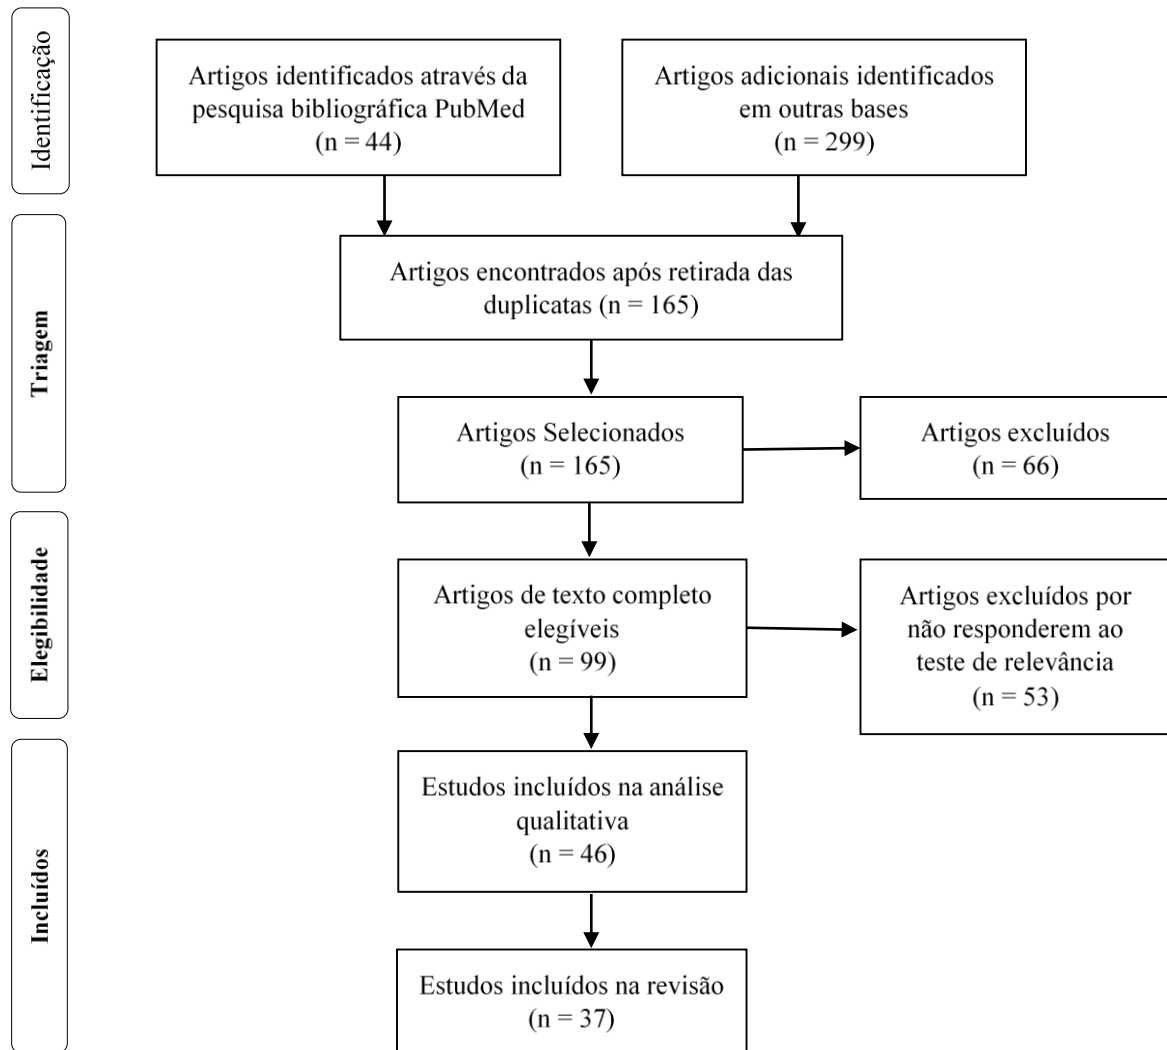 Identificação
Artigos identificados através da
pesquisa bibliográfica PubMed
(n = 44)
Artigos adicionais identificados
em outras bases
(n = 299)
Triagem
Artigos encontrados após retirada das
duplicatas (n = 165)
Artigos Selecionados
(n = 165)
Artigos excluídos
(n = 66)
Elegibilidade
Artigos de texto completo
elegíveis
(n = 99)
Artigos excluídos por
não responderem ao
teste de relevância
(n = 53)
Incluídos
Estudos incluídos na análise
qualitativa
(n = 46)
Estudos incluídos na revisão
(n = 37)